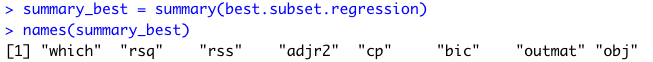 > summary_best = summary(best.subset.regression)
> names(summary_best)
[1] "which"  "rsq"    "rss"    "adjr2"  "cp"     "bic"    "outmat" "obj"